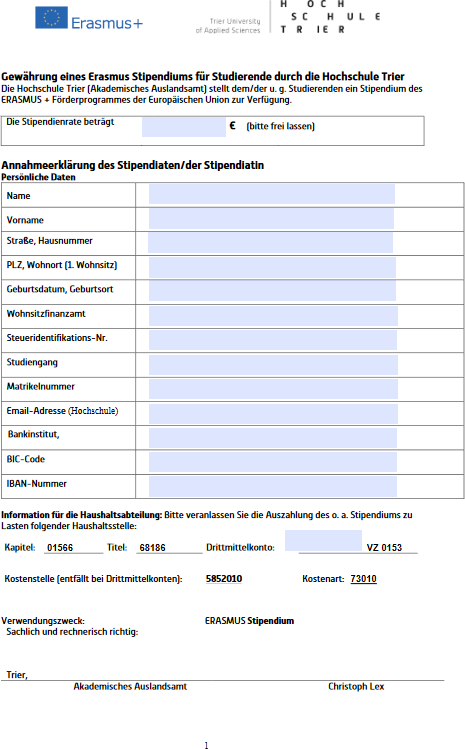 Erasmus+
Trier University
of Applied Sciences
H O C H
S C H U L E
T R I E R
Gewährung eines Erasmus Stipendiums für Studierende durch die Hochschule Trier
Die Hochschule Trier (Akademisches Auslandsamt) stellt dem/der u. g. Studierenden ein Stipendium des
ERASMUS + Förderprogrammes der Europäischen Union zur Verfügung.
Die Stipendienrate beträgt € (bitte frei lassen)
Annahmeerklärung des Stipendiaten/der Stipendiatin
Persönliche Daten
Name
Vorname
Straße, Hausnummer
PLZ, Wohnort (1. Wohnsitz)
Geburtsdatum, Geburtsort
Wohnsitzfinanzamt
Steueridentifikations-Nr.
Studiengang
Matrikelnummer
Email-Adresse (Hochschule)
Bankinstitut,
BIC-Code
IBAN-Nummer
Information für die Haushaltsabteilung: Bitte veranlassen Sie die Auszahlung des o. a. Stipendiums zu
Lasten folgender Haushaltsstelle:
Kapitel: 01566 Titel: 68186 Drittmittelkonto: VZ 0153
Kostenstelle (entfällt bei Drittmittelkonten): 5852010 Kostenart: 73010
Verwendungszweck: ERASMUS Stipendium
Sachlich und rechnerisch richtig:
Trier,
Akademisches Auslandsamt Christoph Lex
1